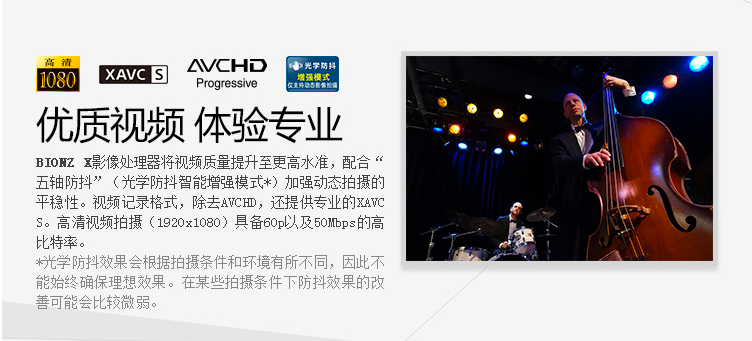 高清
1080
XAVC S
AVCHD
Progressive
光学防抖
增强模式
仅支持动态影像拍摄
优质视频 体验专业
BIONZ X影像处理器将视频质量提升至更高水准，配合“
五轴防抖”（光学防抖智能增强模式*）加强动态拍摄的
平稳性。视频记录格式，除去AVCHD，还提供专业的XAVC
S。高清视频拍摄（1920x1080）具备60p以及50Mbps的高
比特率。
*光学防抖效果会根据拍摄条件和环境有所不同，因此不
能始终确保理想效果。在某些拍摄条件下防抖效果的改
善可能会比较微弱。